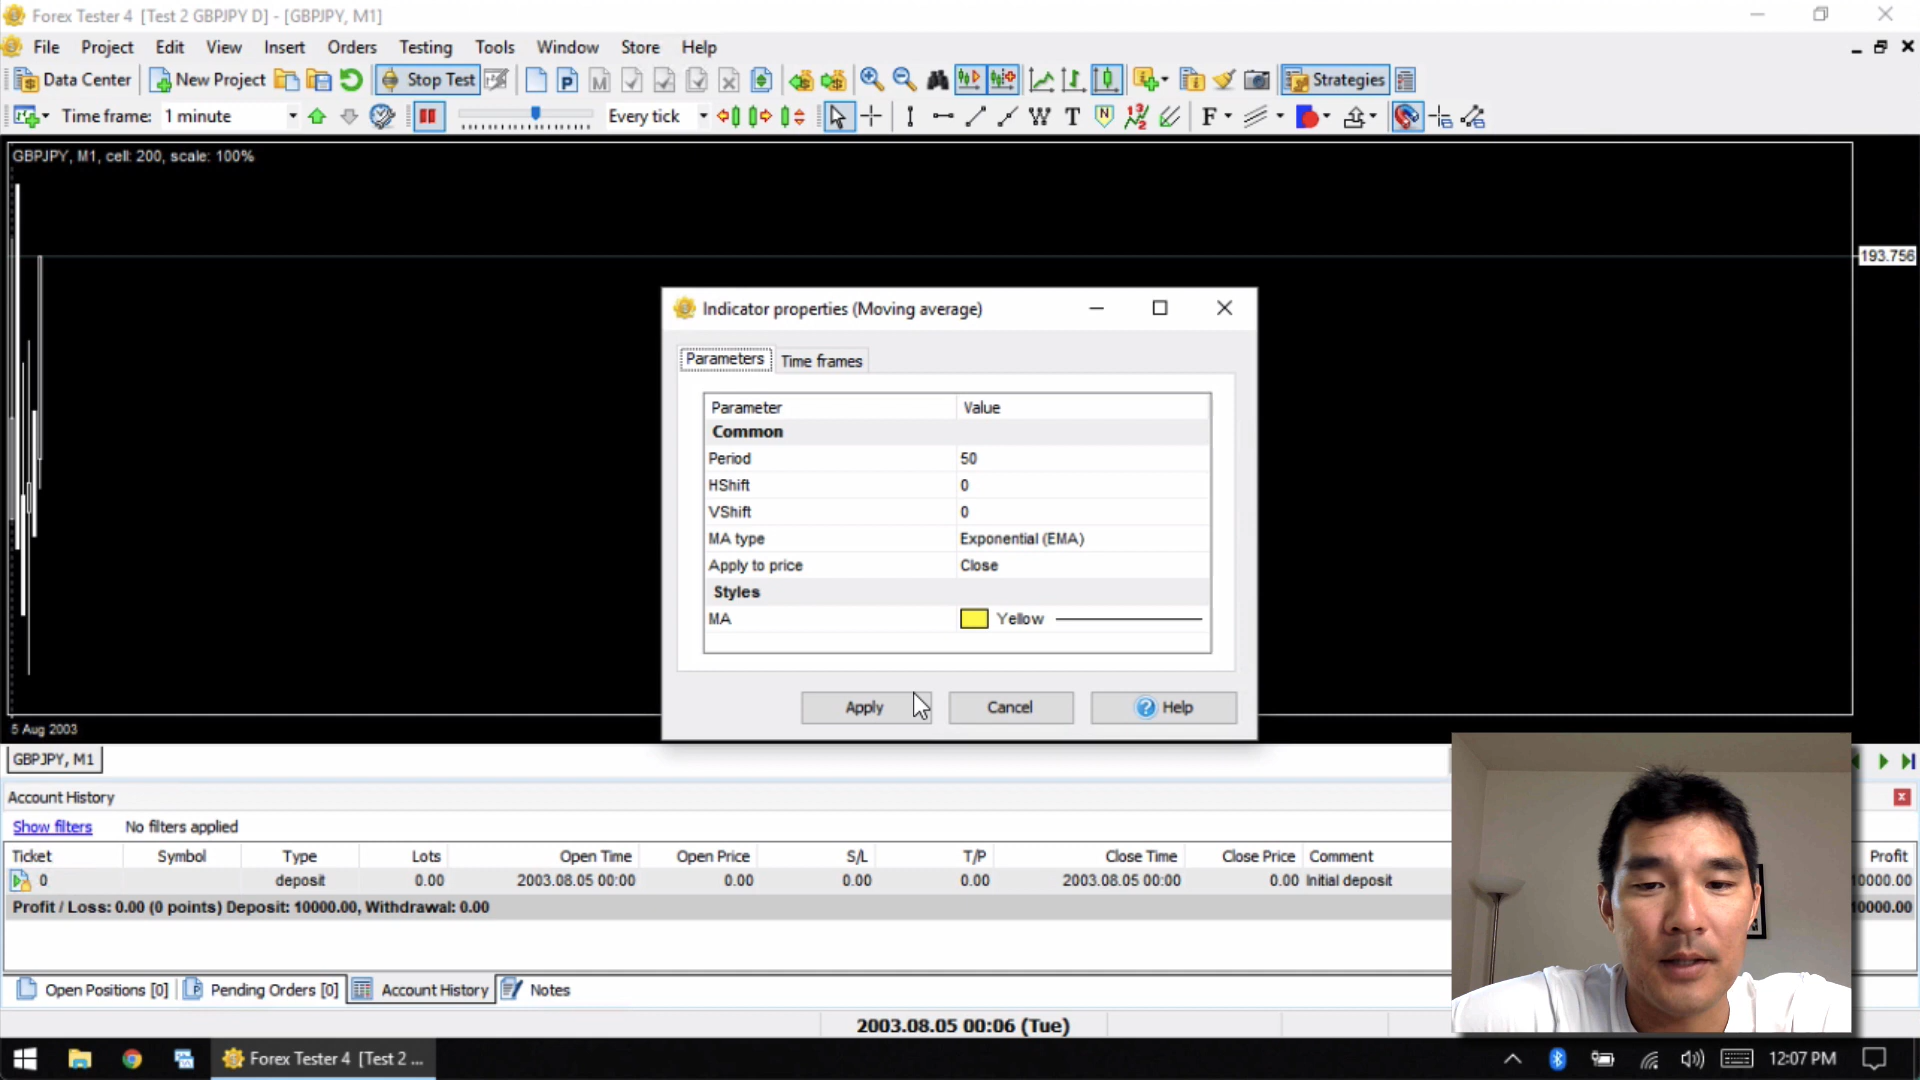 Forex Tester 4 [Test 2 GBPJPY D] - [GBPJPY, M1]
File Project Edit View Insert Orders Testing Tools Window Store Help
Data Center New Project Stop Test Strategies
Time frame: 1 minute Every tick
GBPJPY, M1, cell: 200, scale: 100%
193.756
Indicator properties (Moving average)
Parameters Time frames
Parameter Value
Common
Period 50
HShift 0
VShift 0
MA type Exponential (EMA)
Apply to price Close
Styles
MA Yellow
Apply Cancel Help
5 Aug 2003
GBPJPY, M1
Account History
Show filters No filters applied
Ticket Symbol Type Lots Open Time Open Price S/L T/P Close Time Close Price Comment Profit
0 deposit 0.00 2003.08.05 00:00 0.00 0.00 0.00 2003.08.05 00:00 0.00 Initial deposit 10000.00
Profit / Loss: 0.00 (0 points) Deposit: 10000.00, Withdrawal: 0.00 10000.00
Open Positions [0] Pending Orders [0] Account History Notes
2003.08.05 00:06 (Tue)
Forex Tester 4 [Test 2 ... 12:07 PM